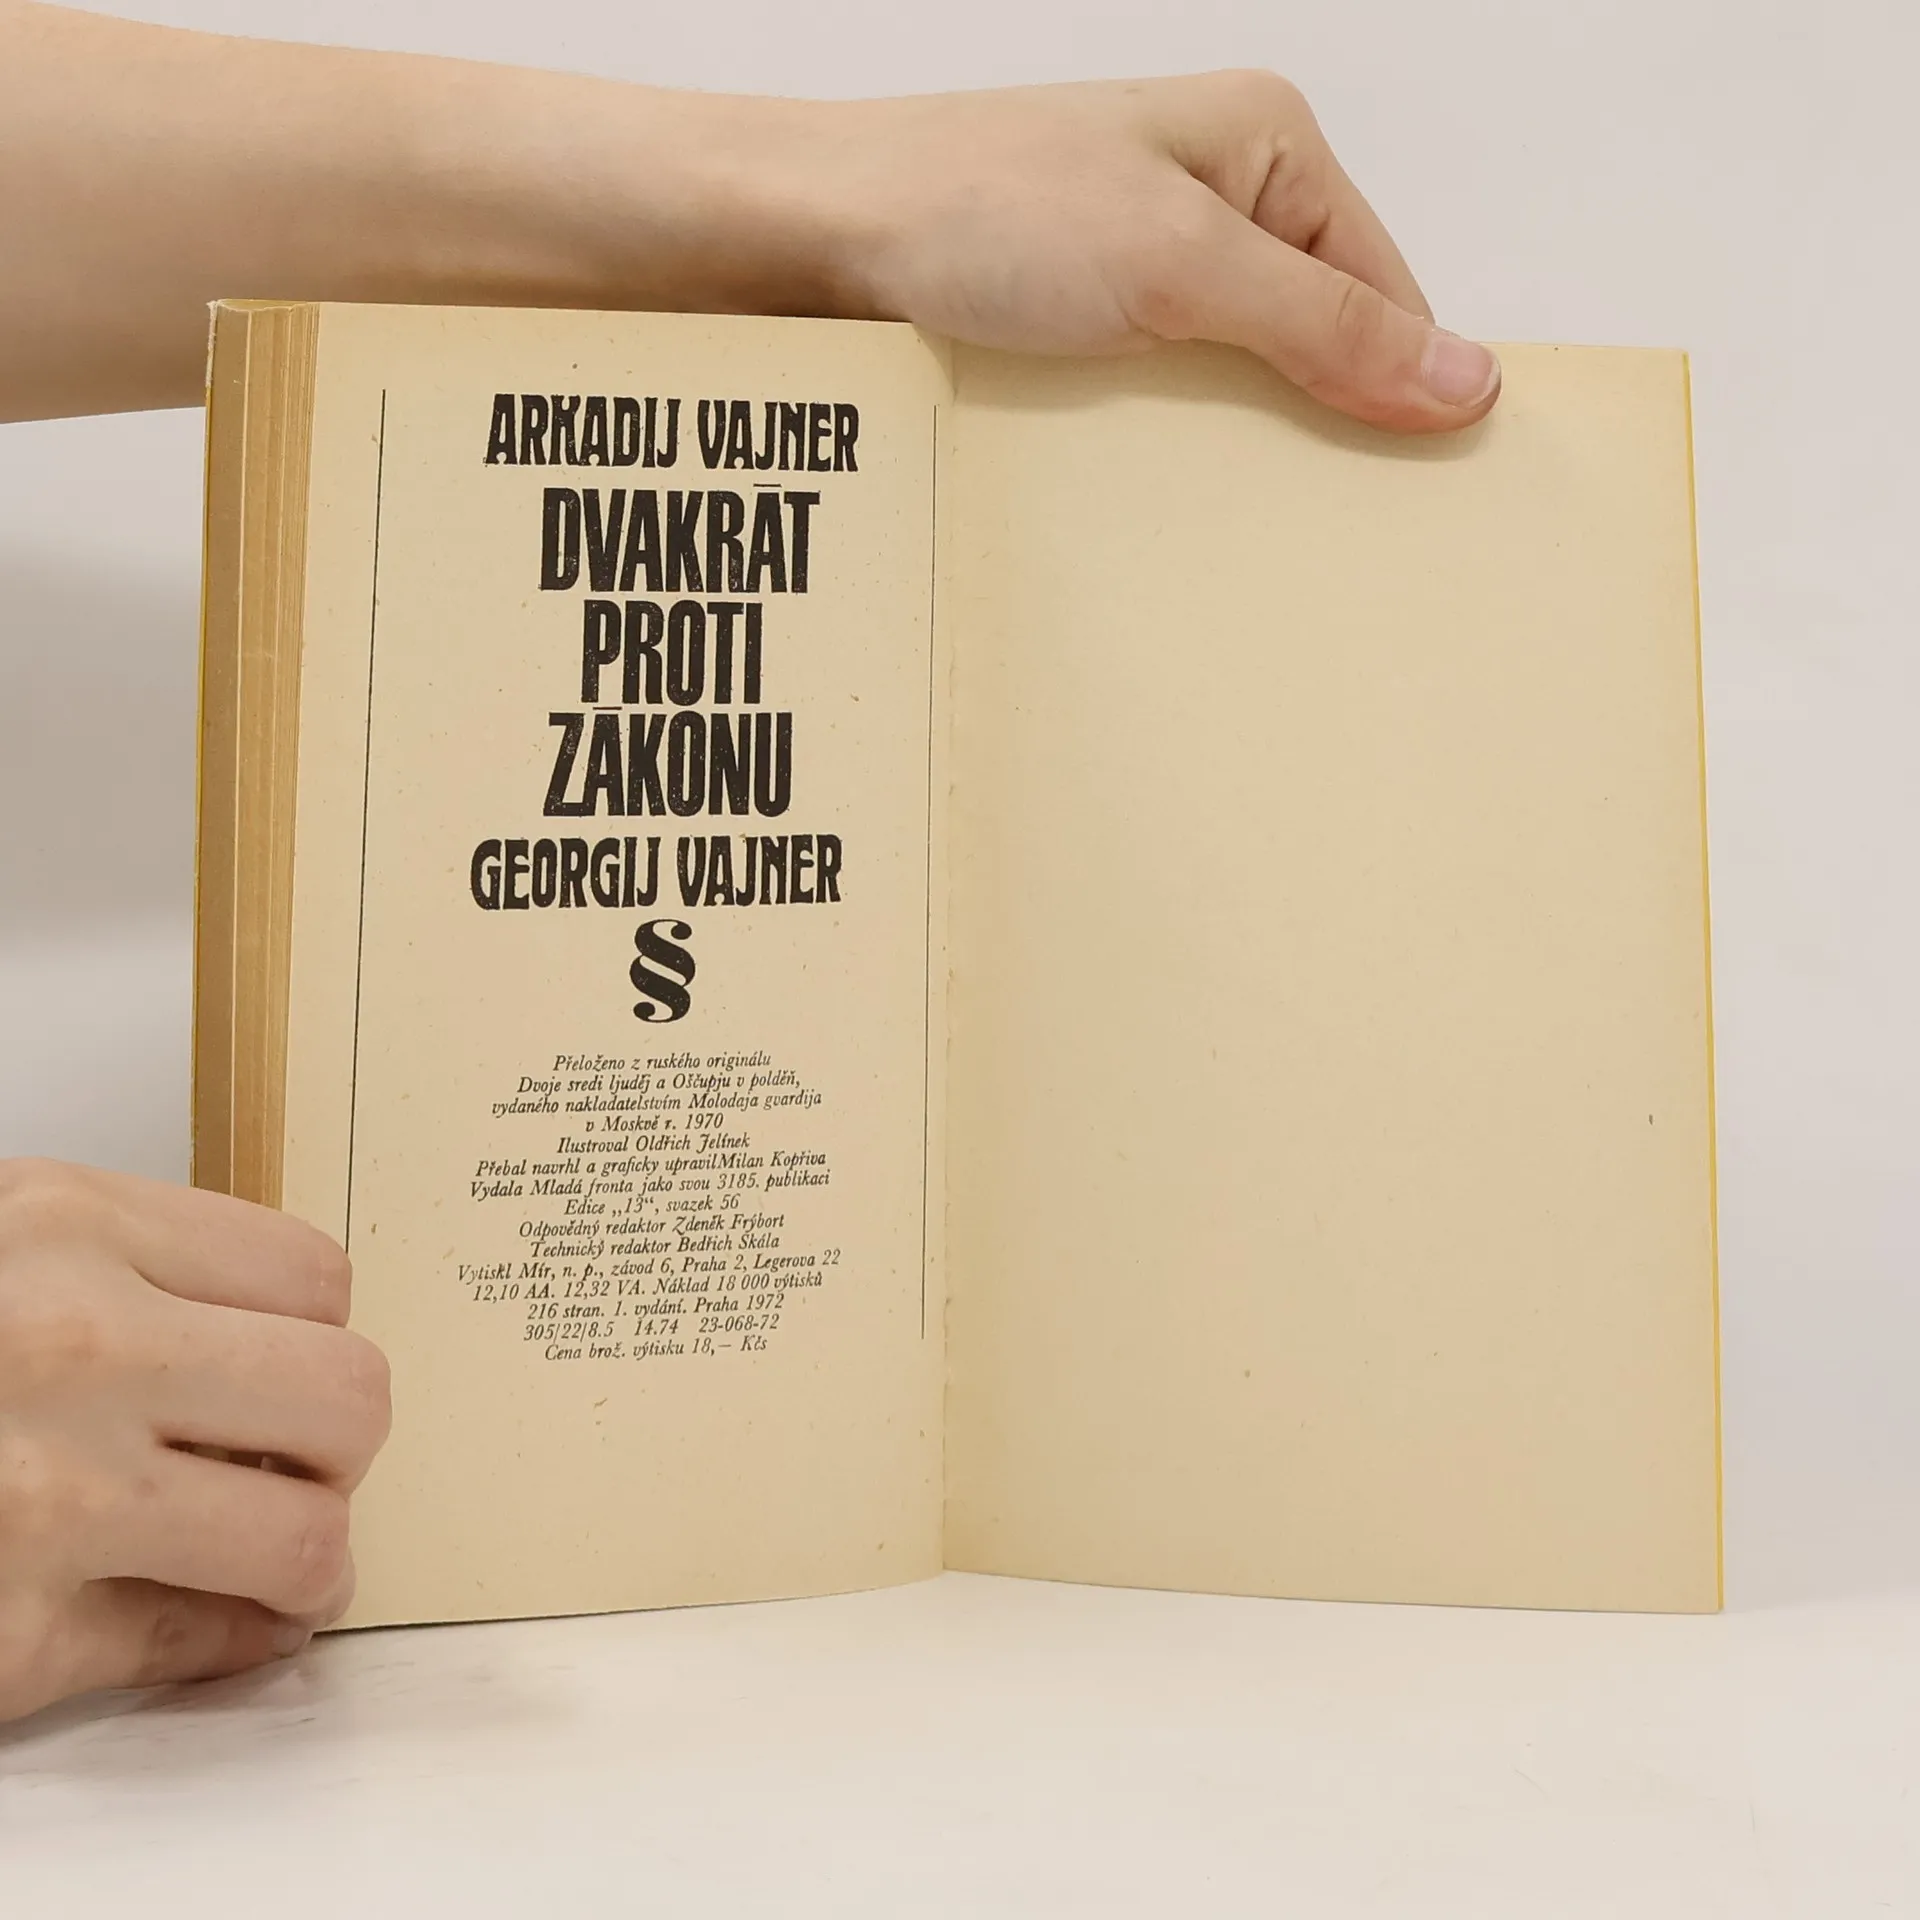 ARKADIJ VAJNER
DVAKRÁT
PROTI
ZÁKONU
GEORGIJ VAJNER
§
Přeloženo z ruského originálu
Dvoje sredi ljuděj a Oščupju v polděň,
vydaného nakladatelstvím Molodaja gvardija
v Moskvě r. 1970
Ilustroval Oldřich Jelínek
Přebal navrhl a graficky upravilMilan Kopřiva
Vydala Mladá fronta jako svou 3185. publikaci
Edice „13“, svazek 56
Odpovědný redaktor Zdeněk Frýbort
Technický redaktor Bedřich Skála
Vytiskl Mír, n. p., závod 6, Praha 2, Legerova 22
12,10 AA. 12,32 VA. Náklad 18 000 výtisků
216 stran. 1. vydání. Praha 1972
305/22/8.5 14.74 23-068-72
Cena brož. výtisku 18,— Kčs